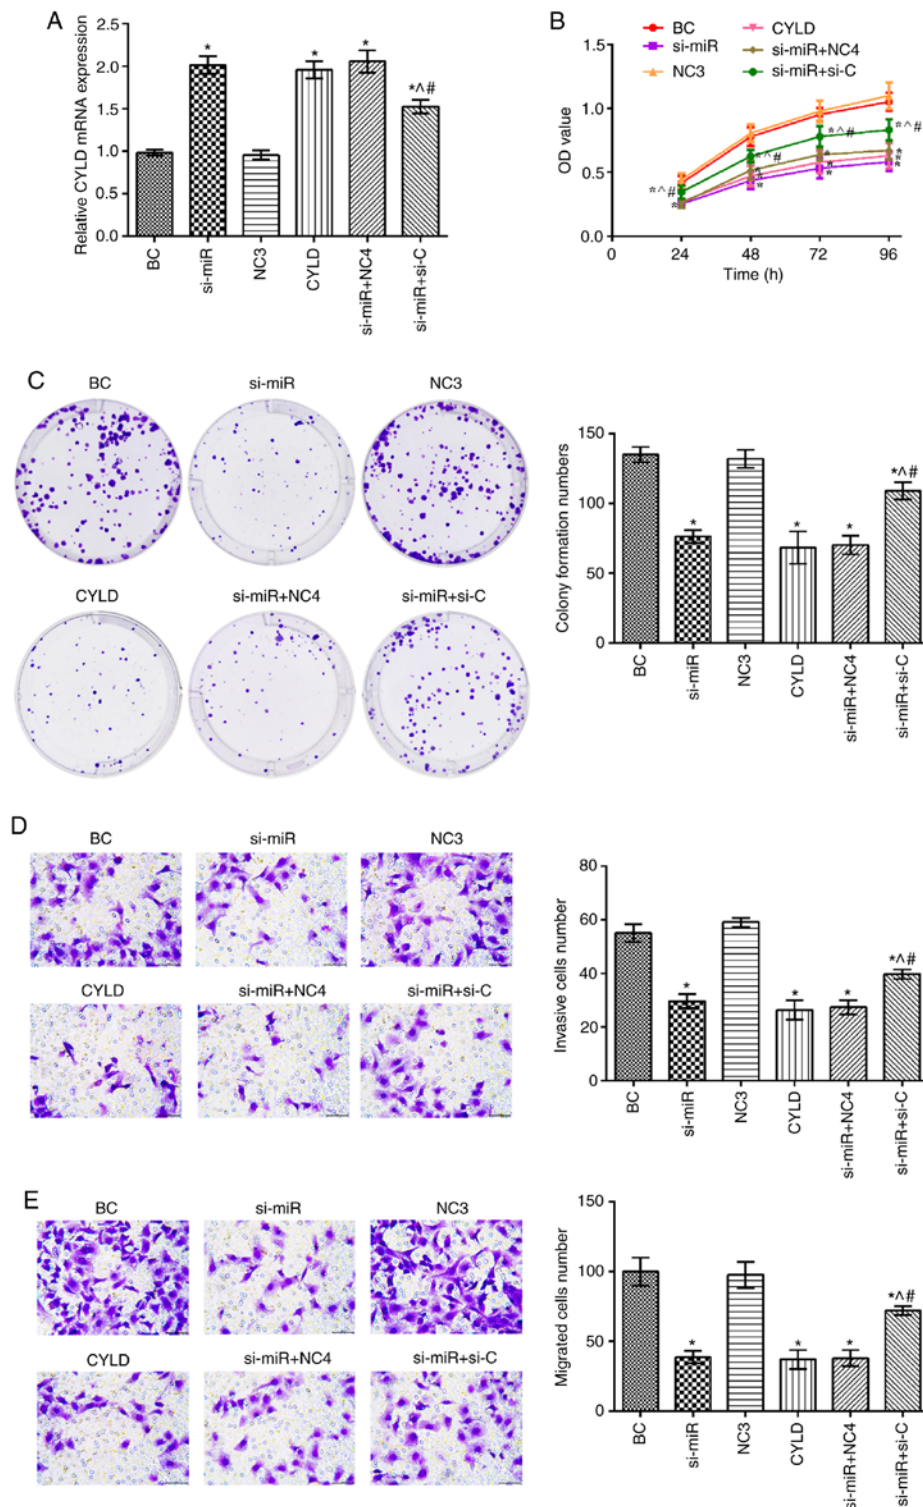 A
Relative CYLD mRNA expression
2.5
2.0
1.5
1.0
0.5
0.0
*
*
*
*^#
BC
si-miR
NC3
CYLD
si-miR+NC4
si-miR+si-C
B
BC
si-miR
NC3
CYLD
si-miR+NC4
si-miR+si-C
OD value
1.5
1.0
0.5
0.0
*^#
*
*^#
*
*
*
*^#
*
*
*
*^#
*
*
*
0
24
48
72
96
Time (h)
C
BC
si-miR
NC3
CYLD
si-miR+NC4
si-miR+si-C
Colony formation numbers
150
100
50
0
*
*
*
*^#
BC
si-miR
NC3
CYLD
si-miR+NC4
si-miR+si-C
D
BC
si-miR
NC3
CYLD
si-miR+NC4
si-miR+si-C
Invasive cells number
80
60
40
20
0
*
*
*
*^#
BC
si-miR
NC3
CYLD
si-miR+NC4
si-miR+si-C
E
BC
si-miR
NC3
CYLD
si-miR+NC4
si-miR+si-C
Migrated cells number
150
100
50
0
*
*
*
*^#
BC
si-miR
NC3
CYLD
si-miR+NC4
si-miR+si-C